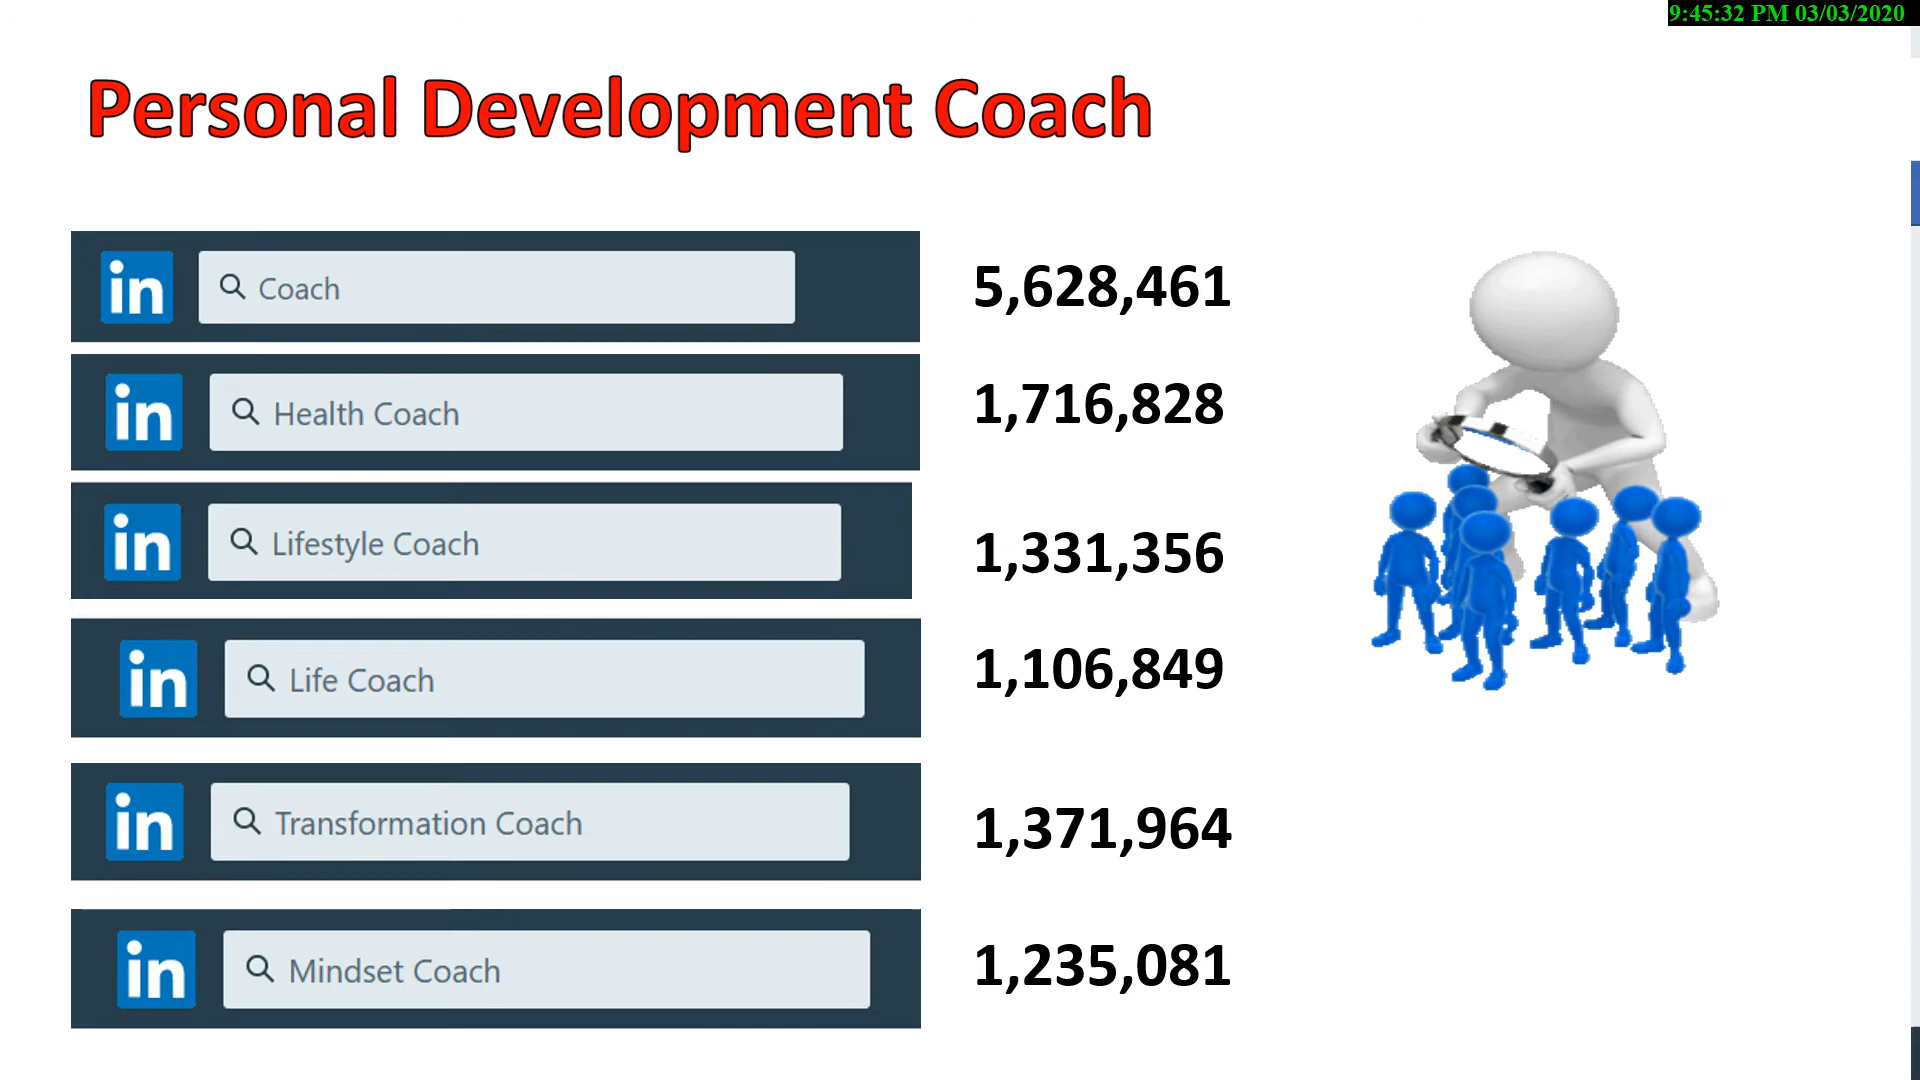 9:45:32 PM 03/03/2020
Personal Development Coach
in Coach 5,628,461
in Health Coach 1,716,828
in Lifestyle Coach 1,331,356
in Life Coach 1,106,849
in Transformation Coach 1,371,964
in Mindset Coach 1,235,081